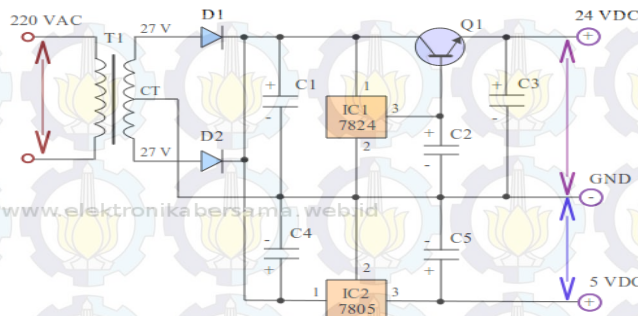 220 VAC
T1
27 V
D1
Q1
24 VDC
+
CT
+
C1
-
1
IC1
7824
3
2
+
C2
-
+
C3
-
27 V
D2
GND
-
www.elektronikabersama.web.id
-
C4
+
-
C5
+
2
1
IC2
7805
3
5 VDC
+